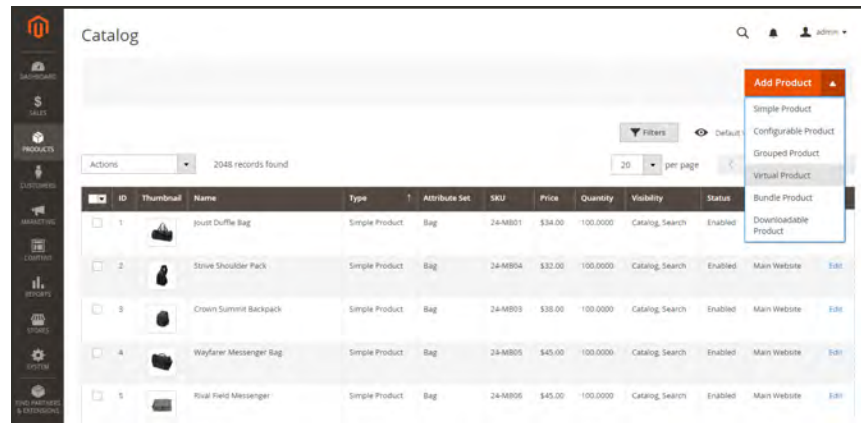 Catalog
admin
DASHBOARD
SALES
PRODUCTS
CUSTOMERS
MARKETING
CONTENT
REPORTS
STORES
SYSTEM
FIND PARTNERS
& EXTENSIONS
Add Product
Simple Product
Configurable Product
Grouped Product
Virtual Product
Bundle Product
Downloadable
Product
Filters Default
Actions 2048 records found 20 per page
ID Thumbnail Name Type Attribute Set SKU Price Quantity Visibility Status
1 Joust Duffle Bag Simple Product Bag 24-MB01 $34.00 100.0000 Catalog, Search Enabled
2 Strive Shoulder Pack Simple Product Bag 24-MB04 $32.00 100.0000 Catalog, Search Enabled Main Website Edit
3 Crown Summit Backpack Simple Product Bag 24-MB03 $38.00 100.0000 Catalog, Search Enabled Main Website Edit
4 Wayfarer Messenger Bag Simple Product Bag 24-MB05 $45.00 100.0000 Catalog, Search Enabled Main Website Edit
5 Rival Field Messenger Simple Product Bag 24-MB06 $45.00 100.0000 Catalog, Search Enabled Main Website Edit